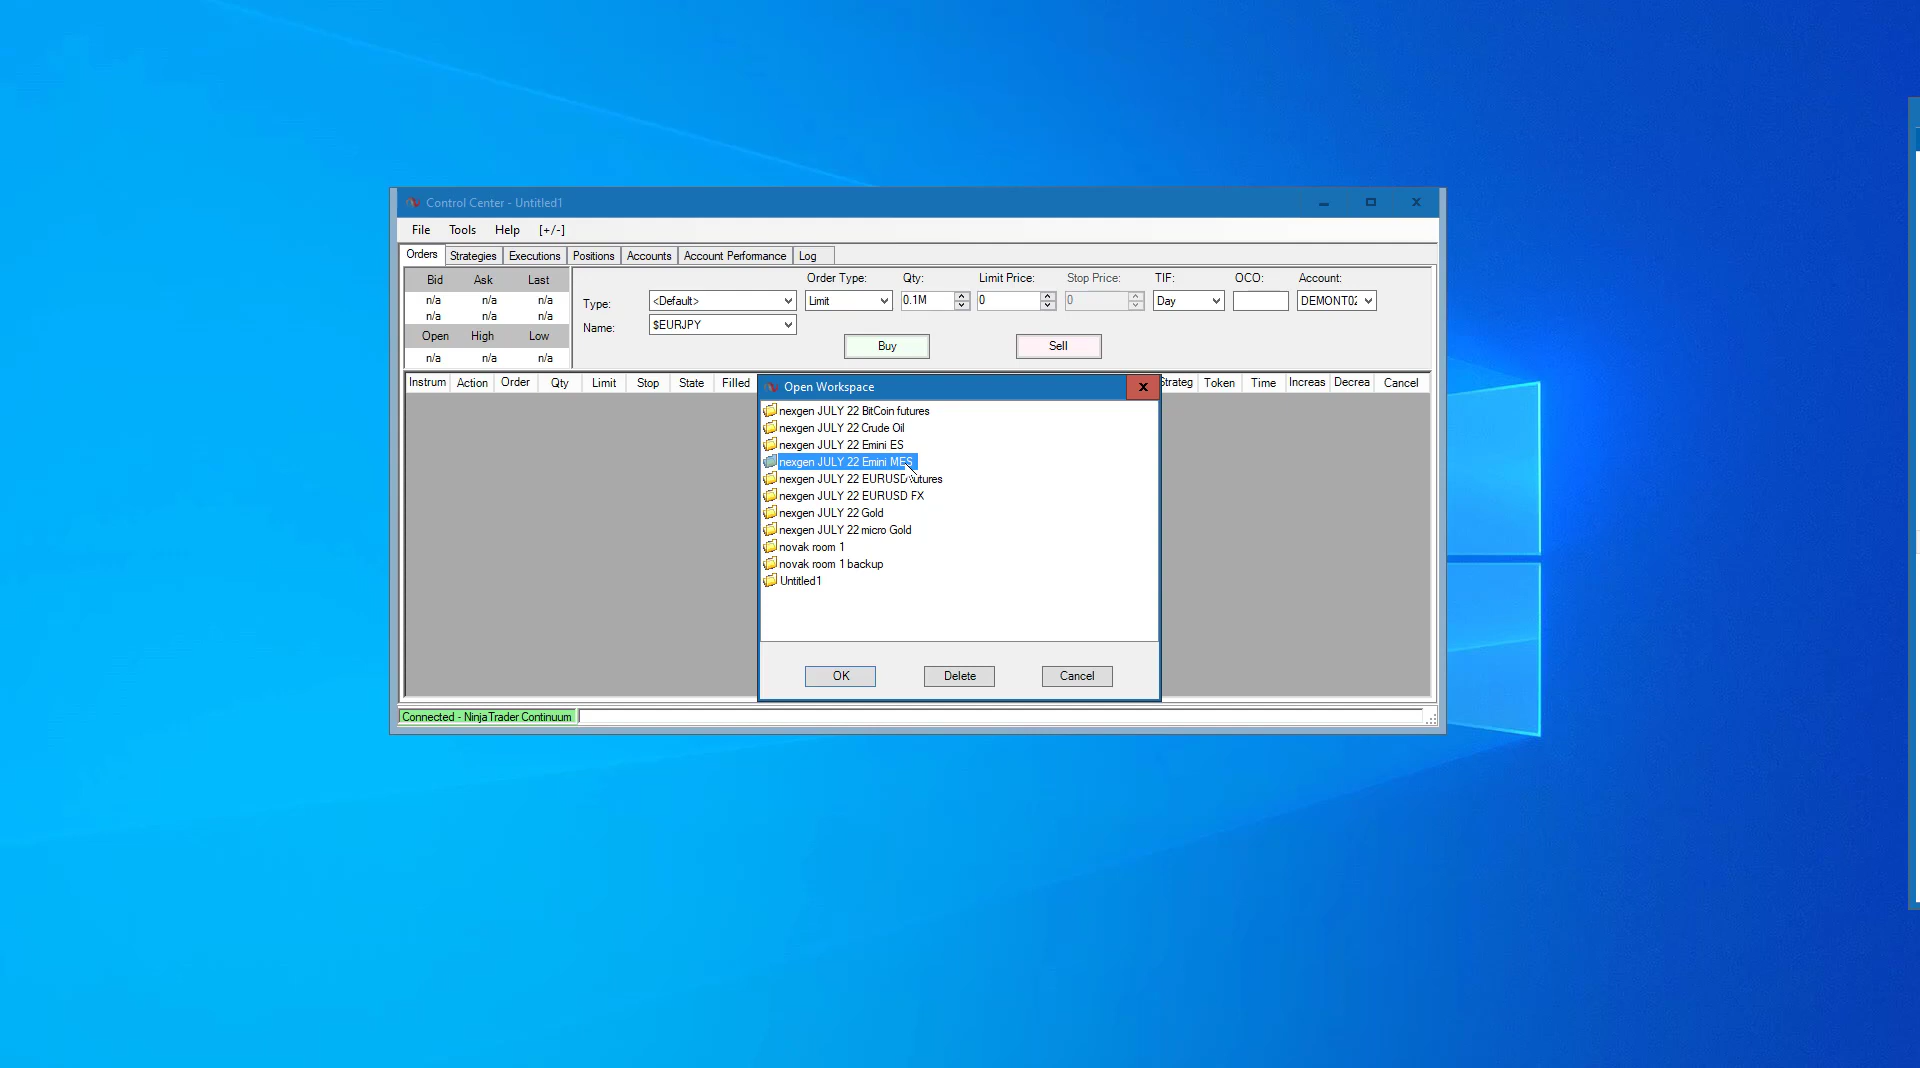 Control Center - Untitled1
File Tools Help [+/-]
Orders Strategies Executions Positions Accounts Account Performance Log
Bid Ask Last
n/a n/a n/a
n/a n/a n/a
Open High Low
n/a n/a n/a
Order Type: Qty: Limit Price: Stop Price: TIF: OCO: Account:
Type: <Default> Limit 0.1M 0 0 Day DEMONT02
Name: $EURJPY
Buy Sell
Instrum Action Order Qty Limit Stop State Filled Strateg Token Time Increas Decrea Cancel
Open Workspace
nexgen JULY 22 BitCoin futures
nexgen JULY 22 Crude Oil
nexgen JULY 22 Emini ES
nexgen JULY 22 Emini MES
nexgen JULY 22 EURUSD futures
nexgen JULY 22 EURUSD FX
nexgen JULY 22 Gold
nexgen JULY 22 micro Gold
novak room 1
novak room 1 backup
Untitled1
OK Delete Cancel
Connected - NinjaTrader Continuum